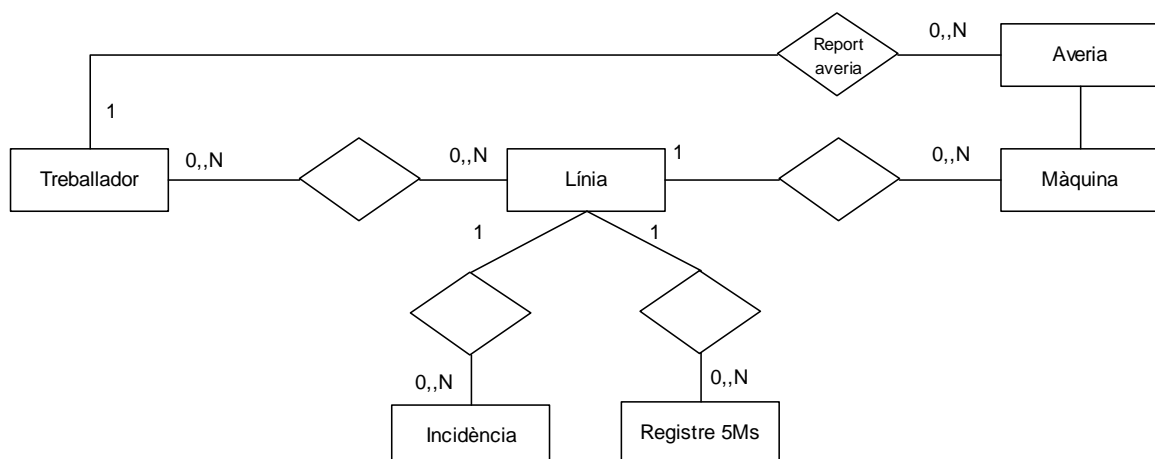 Report
averia
0,,N
Averia
1
Treballador
0,,N
0,,N
Línia
1
0,,N
Màquina
1
1
0,,N
0,,N
Incidència
Registre 5Ms